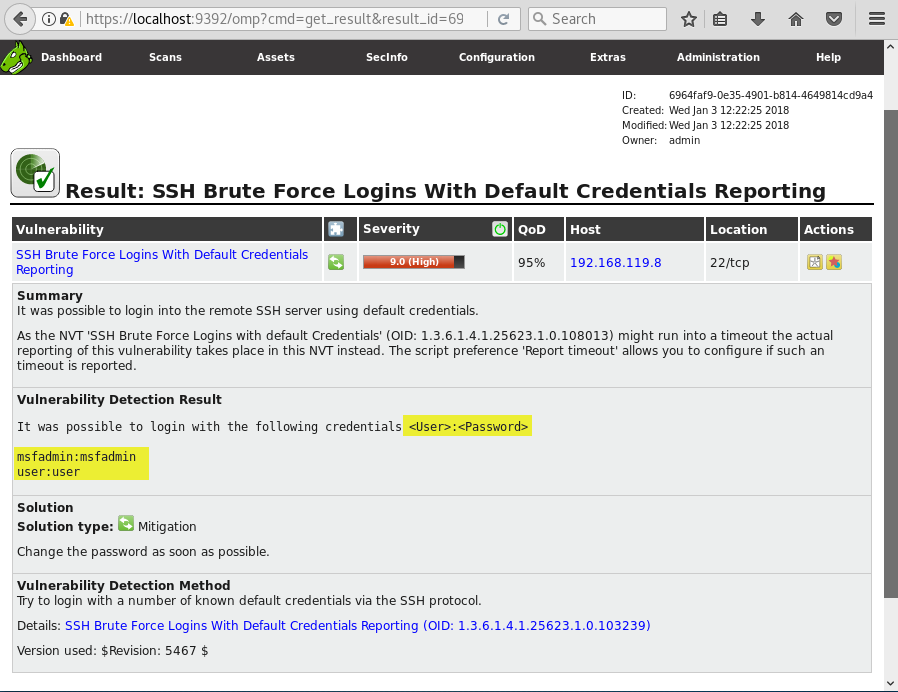 https://localhost:9392/omp?cmd=get_result&result_id=69
Search
Dashboard Scans Assets SecInfo Configuration Extras Administration Help
ID: 6964faf9-0e35-4901-b814-4649814cd9a4
Created: Wed Jan 3 12:22:25 2018
Modified: Wed Jan 3 12:22:25 2018
Owner: admin
Result: SSH Brute Force Logins With Default Credentials Reporting
Vulnerability Severity QoD Host Location Actions
SSH Brute Force Logins With Default Credentials
Reporting
9.0 (High) 95% 192.168.119.8 22/tcp
Summary
It was possible to login into the remote SSH server using default credentials.
As the NVT 'SSH Brute Force Logins with default Credentials' (OID: 1.3.6.1.4.1.25623.1.0.108013) might run into a timeout the actual
reporting of this vulnerability takes place in this NVT instead. The script preference 'Report timeout' allows you to configure if such an
timeout is reported.
Vulnerability Detection Result
It was possible to login with the following credentials <User>:<Password>
msfadmin:msfadmin
user:user
Solution
Solution type: Mitigation
Change the password as soon as possible.
Vulnerability Detection Method
Try to login with a number of known default credentials via the SSH protocol.
Details: SSH Brute Force Logins With Default Credentials Reporting (OID: 1.3.6.1.4.1.25623.1.0.103239)
Version used: $Revision: 5467 $